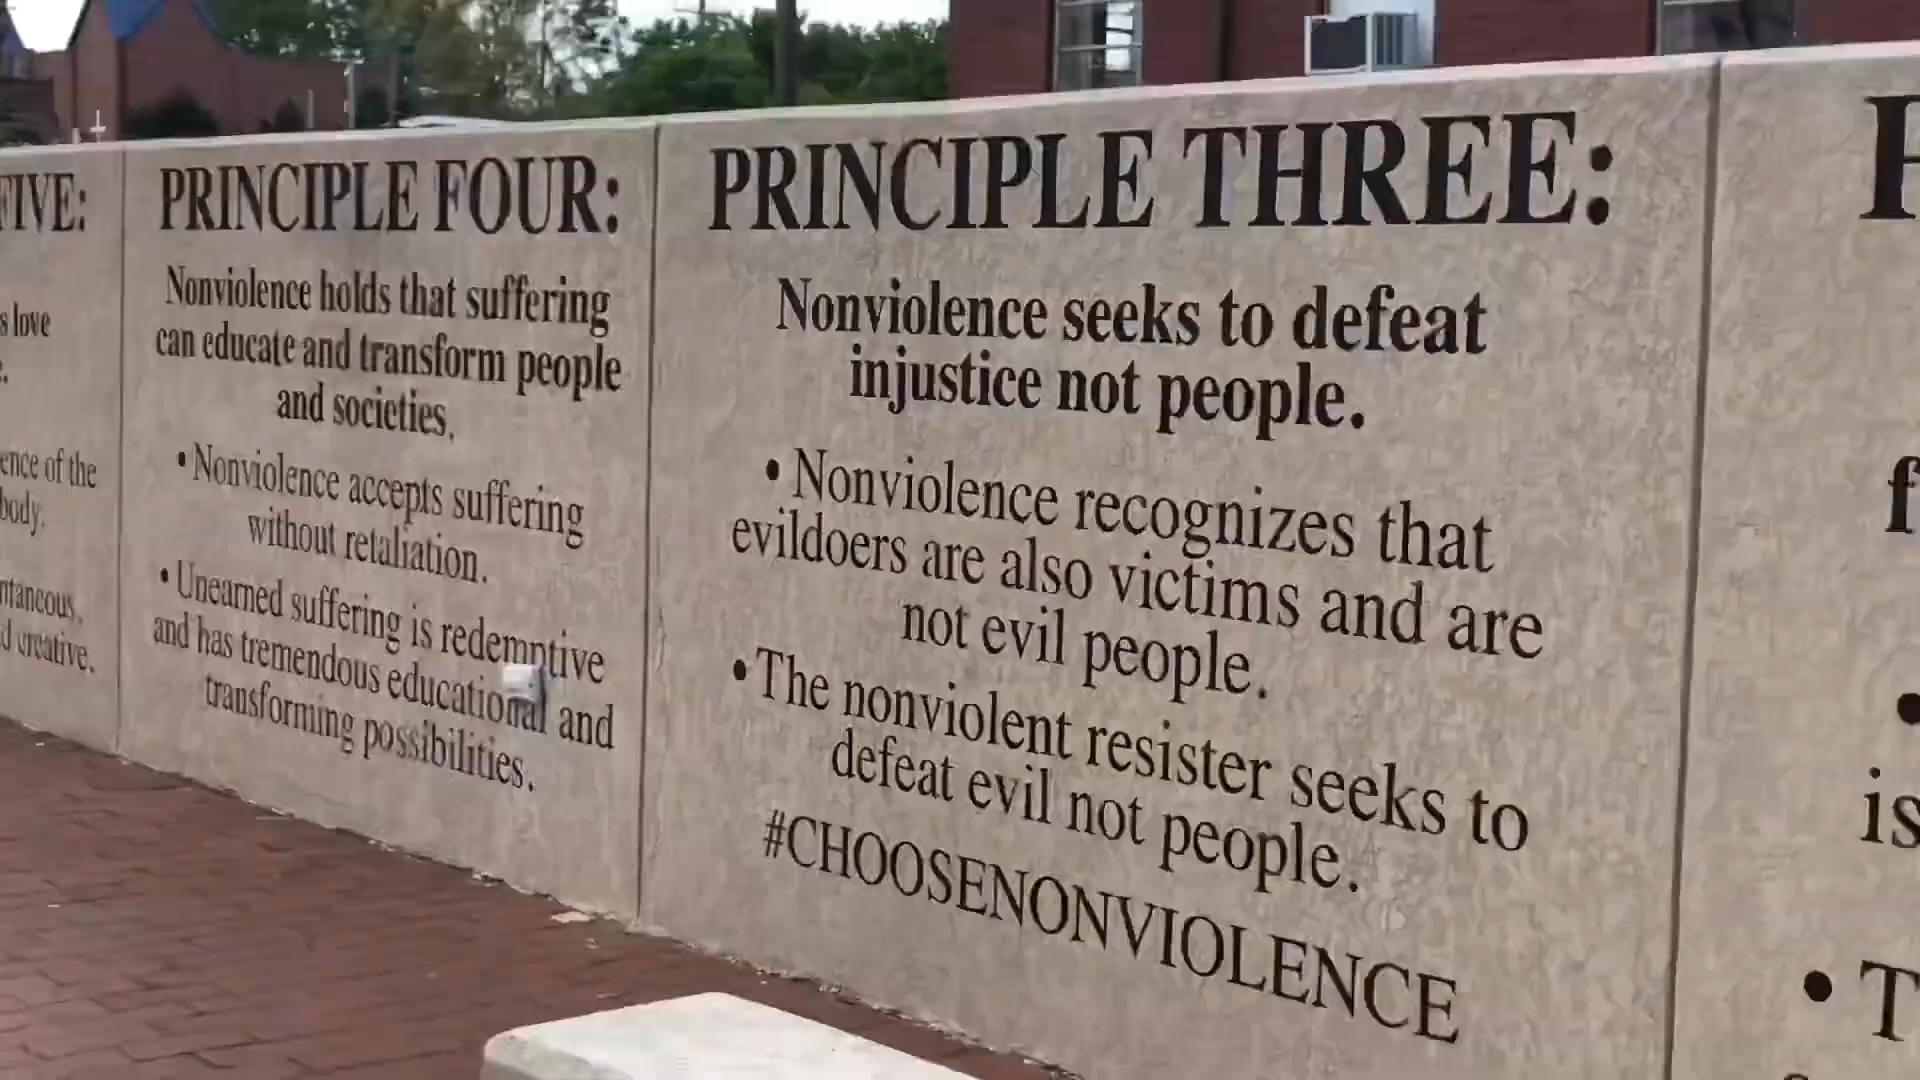 FIVE:
love
ence of the
body.
creative.
PRINCIPLE FOUR:
Nonviolence holds that suffering
can educate and transform people
and societies.
• Nonviolence accepts suffering
without retaliation.
• Unearned suffering is redemptive
and has tremendous educational and
transforming possibilities.
PRINCIPLE THREE:
Nonviolence seeks to defeat
injustice not people.
• Nonviolence recognizes that
evildoers are also victims and are
not evil people.
• The nonviolent resister seeks to
defeat evil not people.
#CHOOSENONVIOLENCE
is